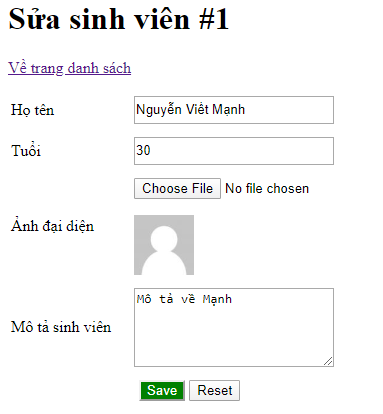 Sửa sinh viên #1
Về trang danh sách
Họ tên Nguyễn Viết Mạnh
Tuổi 30
Choose File No file chosen
Ảnh đại diện
Mô tả về Mạnh
Mô tả sinh viên
Save Reset